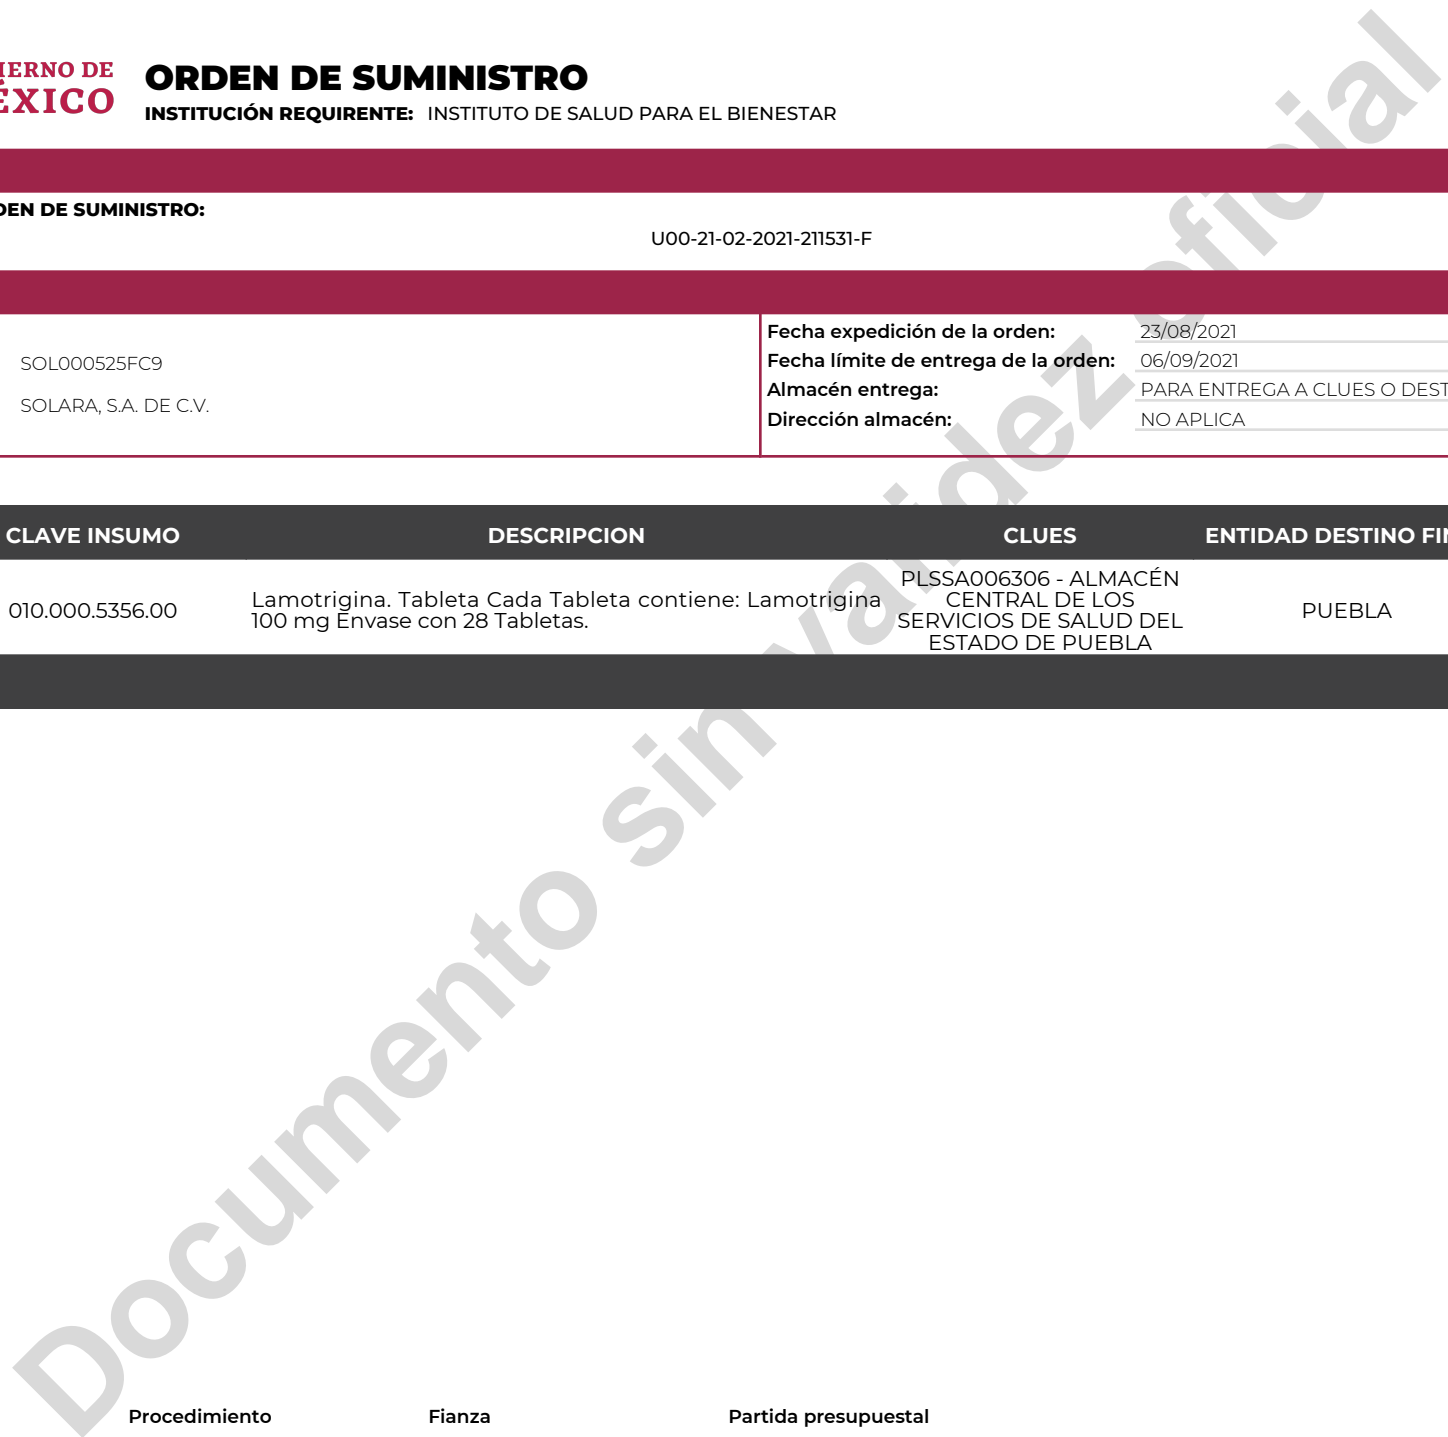 IERNO DE
ÉXICO
ORDEN DE SUMINISTRO
INSTITUCIÓN REQUIRENTE: INSTITUTO DE SALUD PARA EL BIENESTAR
DEN DE SUMINISTRO:
U00-21-02-2021-211531-F
SOL000525FC9
SOLARA, S.A. DE C.V.
Fecha expedición de la orden: 23/08/2021
Fecha límite de entrega de la orden: 06/09/2021
Almacén entrega: PARA ENTREGA A CLUES O DEST
Dirección almacén: NO APLICA
CLAVE INSUMO DESCRIPCION CLUES ENTIDAD DESTINO FIN
010.000.5356.00
Lamotrigina. Tableta Cada Tableta contiene: Lamotrigina
100 mg Envase con 28 Tabletas.
PLSSA006306 - ALMACÉN
CENTRAL DE LOS
SERVICIOS DE SALUD DEL
ESTADO DE PUEBLA
PUEBLA
Documento sin validez oficial
Procedimiento Fianza Partida presupuestal